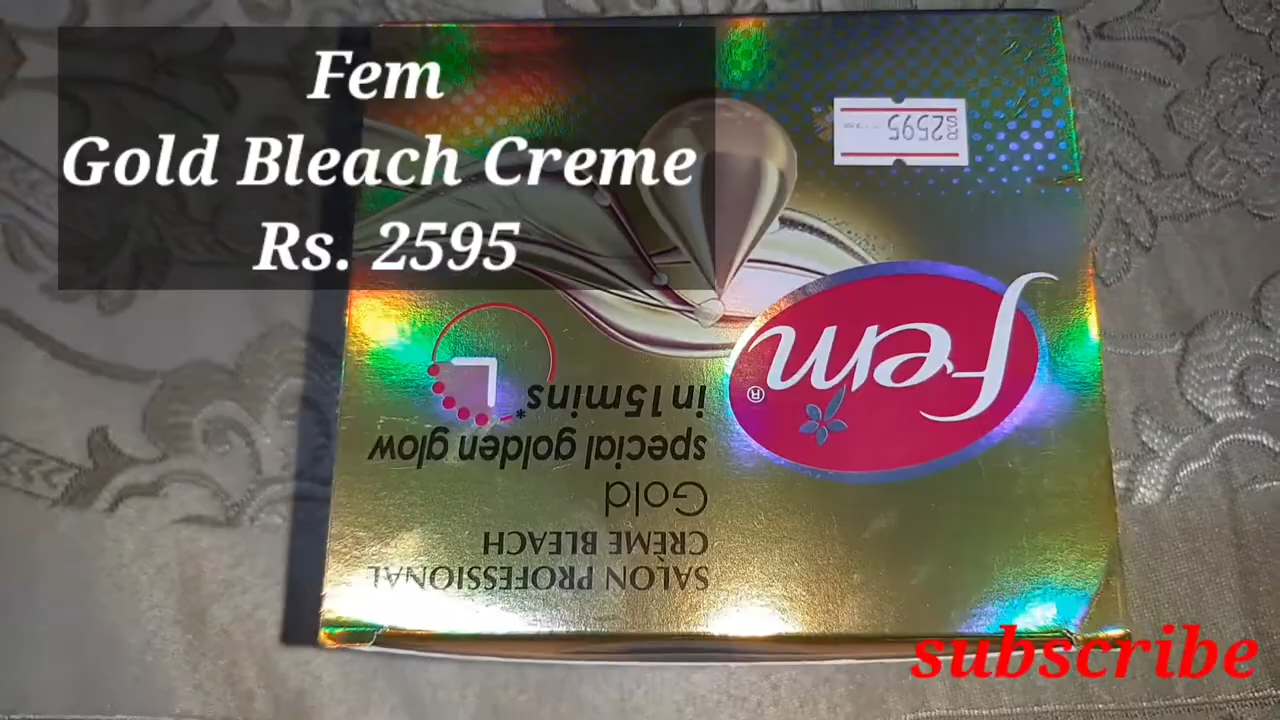 Fem
Gold Bleach Creme
Rs. 2595
2595
fem®
in 15mins*
special golden glow
Gold
CRÈME BLEACH
SALON PROFESSIONAL
subscribe